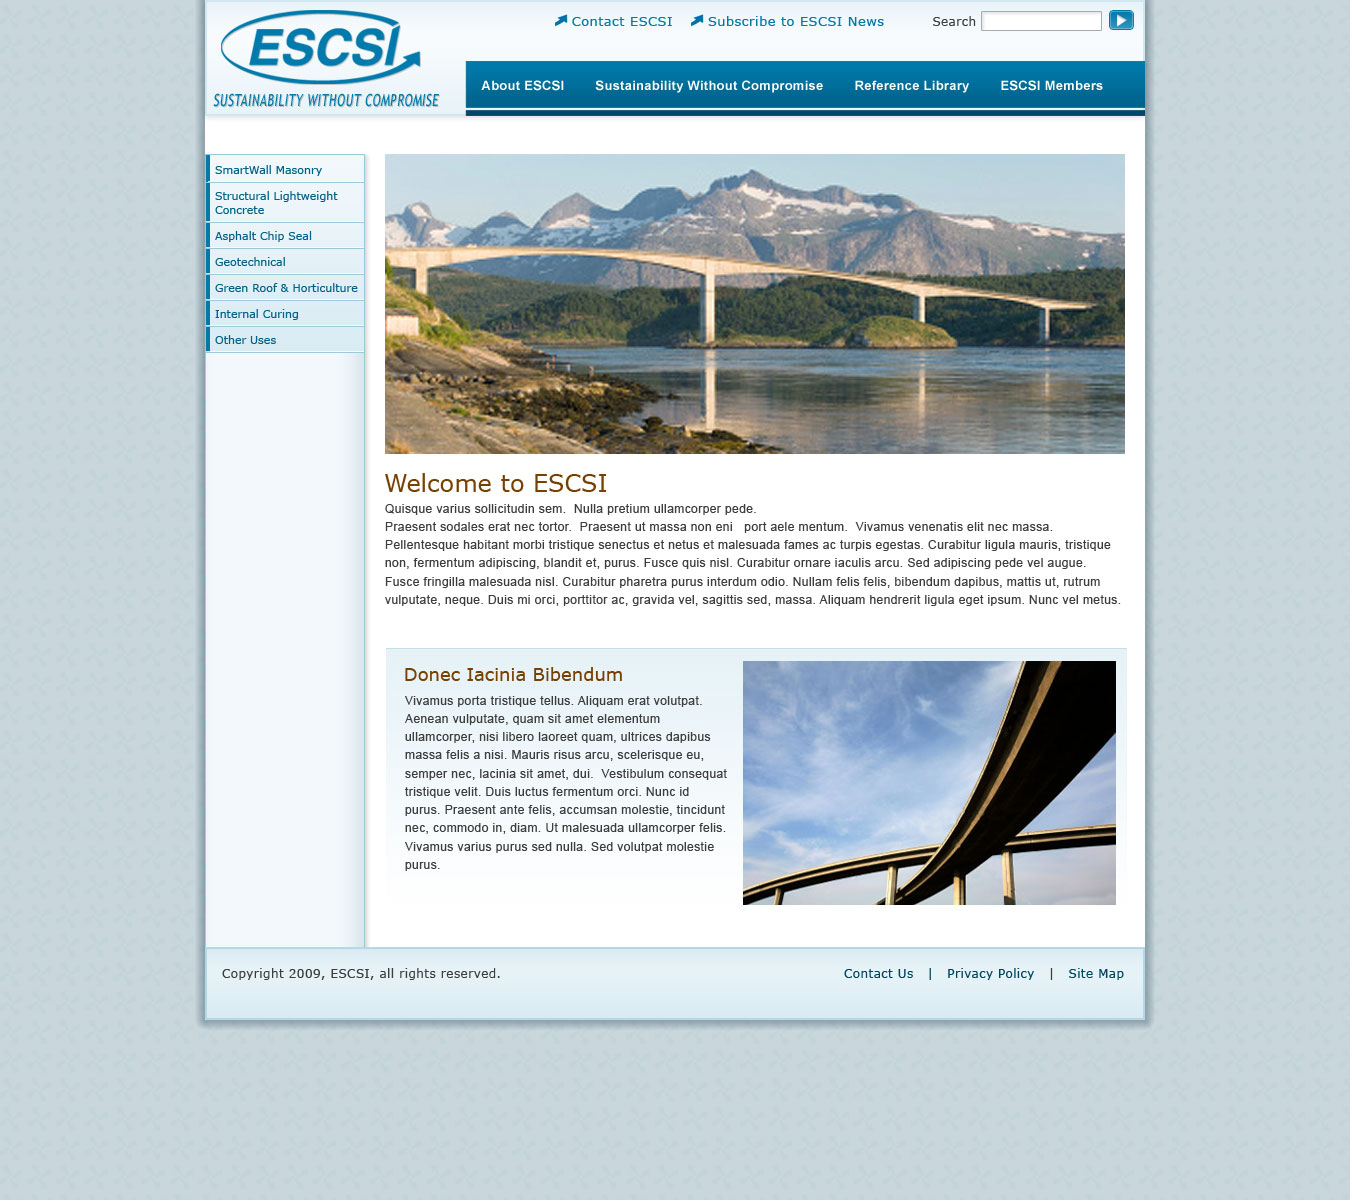 ESCSI
SUSTAINABILITY WITHOUT COMPROMISE
Contact ESCSI
Subscribe to ESCSI News
Search
About ESCSI
Sustainability Without Compromise
Reference Library
ESCSI Members
SmartWall Masonry
Structural Lightweight
Concrete
Asphalt Chip Seal
Geotechnical
Green Roof & Horticulture
Internal Curing
Other Uses
Welcome to ESCSI
Quisque varius sollicitudin sem.  Nulla pretium ullamcorper pede.
Praesent sodales erat nec tortor.  Praesent ut massa non eni   port aele mentum.  Vivamus venenatis elit nec massa.
Pellentesque habitant morbi tristique senectus et netus et malesuada fames ac turpis egestas. Curabitur ligula mauris, tristique
non, fermentum adipiscing, blandit et, purus. Fusce quis nisl. Curabitur ornare iaculis arcu. Sed adipiscing pede vel augue.
Fusce fringilla malesuada nisl. Curabitur pharetra purus interdum odio. Nullam felis felis, bibendum dapibus, mattis ut, rutrum
vulputate, neque. Duis mi orci, porttitor ac, gravida vel, sagittis sed, massa. Aliquam hendrerit ligula eget ipsum. Nunc vel metus.
Donec Iacinia Bibendum
Vivamus porta tristique tellus. Aliquam erat volutpat.
Aenean vulputate, quam sit amet elementum
ullamcorper, nisi libero laoreet quam, ultrices dapibus
massa felis a nisi. Mauris risus arcu, scelerisque eu,
semper nec, lacinia sit amet, dui.  Vestibulum consequat
tristique velit. Duis luctus fermentum orci. Nunc id
purus. Praesent ante felis, accumsan molestie, tincidunt
nec, commodo in, diam. Ut malesuada ullamcorper felis.
Vivamus varius purus sed nulla. Sed volutpat molestie
purus.
Copyright 2009, ESCSI, all rights reserved.
Contact Us | Privacy Policy | Site Map